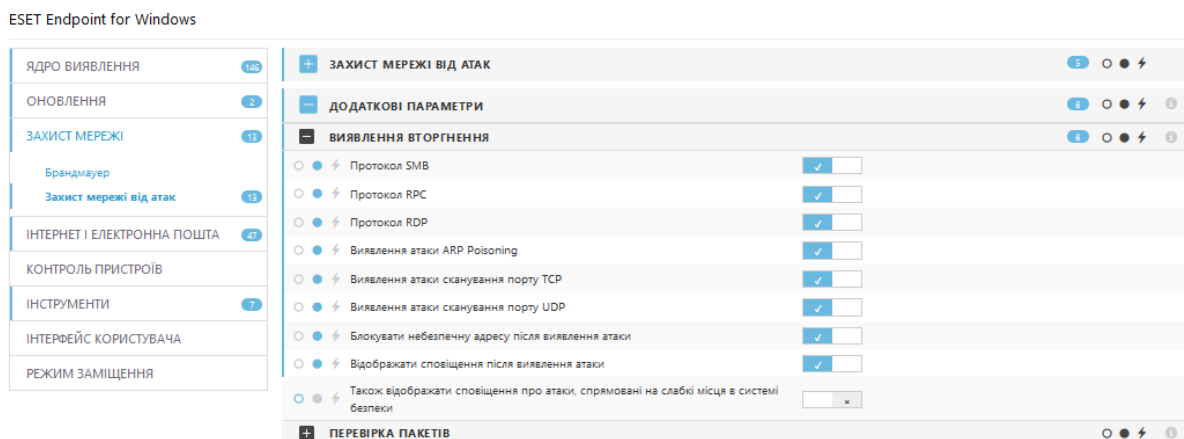 ESET Endpoint for Windows
ЯДРО ВИЯВЛЕННЯ 146
ОНОВЛЕННЯ 2
ЗАХИСТ МЕРЕЖІ 13
Брандмауер
Захист мережі від атак 13
ІНТЕРНЕТ І ЕЛЕКТРОННА ПОШТА 47
КОНТРОЛЬ ПРИСТРОЇВ
ІНСТРУМЕНТИ 7
ІНТЕРФЕЙС КОРИСТУВАЧА
РЕЖИМ ЗАМІЩЕННЯ
ЗАХИСТ МЕРЕЖІ ВІД АТАК 5
ДОДАТКОВІ ПАРАМЕТРИ 8
ВИЯВЛЕННЯ ВТОРГНЕННЯ 8
Протокол SMB
Протокол RPC
Протокол RDP
Виявлення атаки ARP Poisoning
Виявлення атаки сканування порту TCP
Виявлення атаки сканування порту UDP
Блокувати небезпечну адресу після виявлення атаки
Відображати сповіщення після виявлення атаки
Також відображати сповіщення про атаки, спрямовані на слабкі місця в системі
безпеки
ПЕРЕВІРКА ПАКЕТІВ